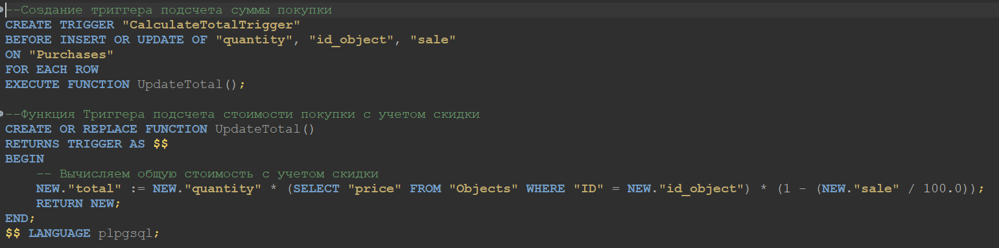 --Создание триггера подсчета суммы покупки
CREATE TRIGGER "CalculateTotalTrigger"
BEFORE INSERT OR UPDATE OF "quantity", "id_object", "sale"
ON "Purchases"
FOR EACH ROW
EXECUTE FUNCTION UpdateTotal();
--Функция Триггера подсчета стоимости покупки с учетом скидки
CREATE OR REPLACE FUNCTION UpdateTotal()
RETURNS TRIGGER AS $$
BEGIN
-- Вычисляем общую стоимость с учетом скидки
NEW."total" := NEW."quantity" * (SELECT "price" FROM "Objects" WHERE "ID" = NEW."id_object") * (1 - (NEW."sale" / 100.0));
RETURN NEW;
END;
$$ LANGUAGE plpgsql;